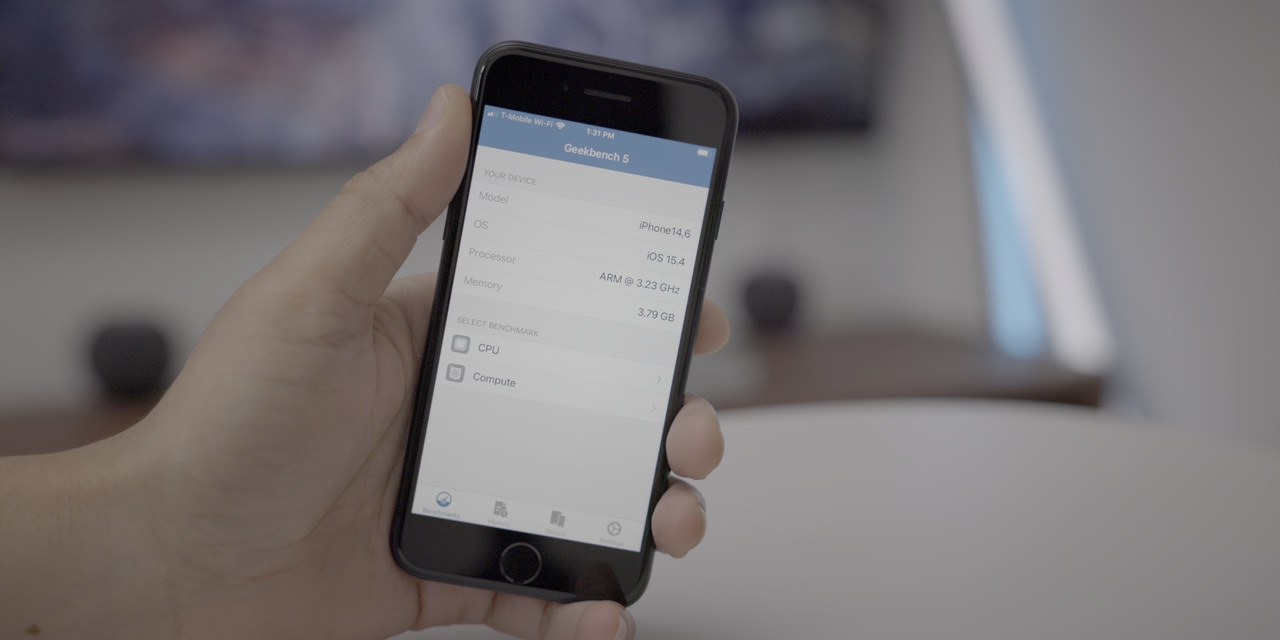 T-Mobile Wi-Fi 1:31 PM
Geekbench 5
YOUR DEVICE
Model iPhone14,6
OS iOS 15.4
Processor ARM @ 3.23 GHz
Memory 3.79 GB
SELECT BENCHMARK
CPU
Compute
Benchmarks